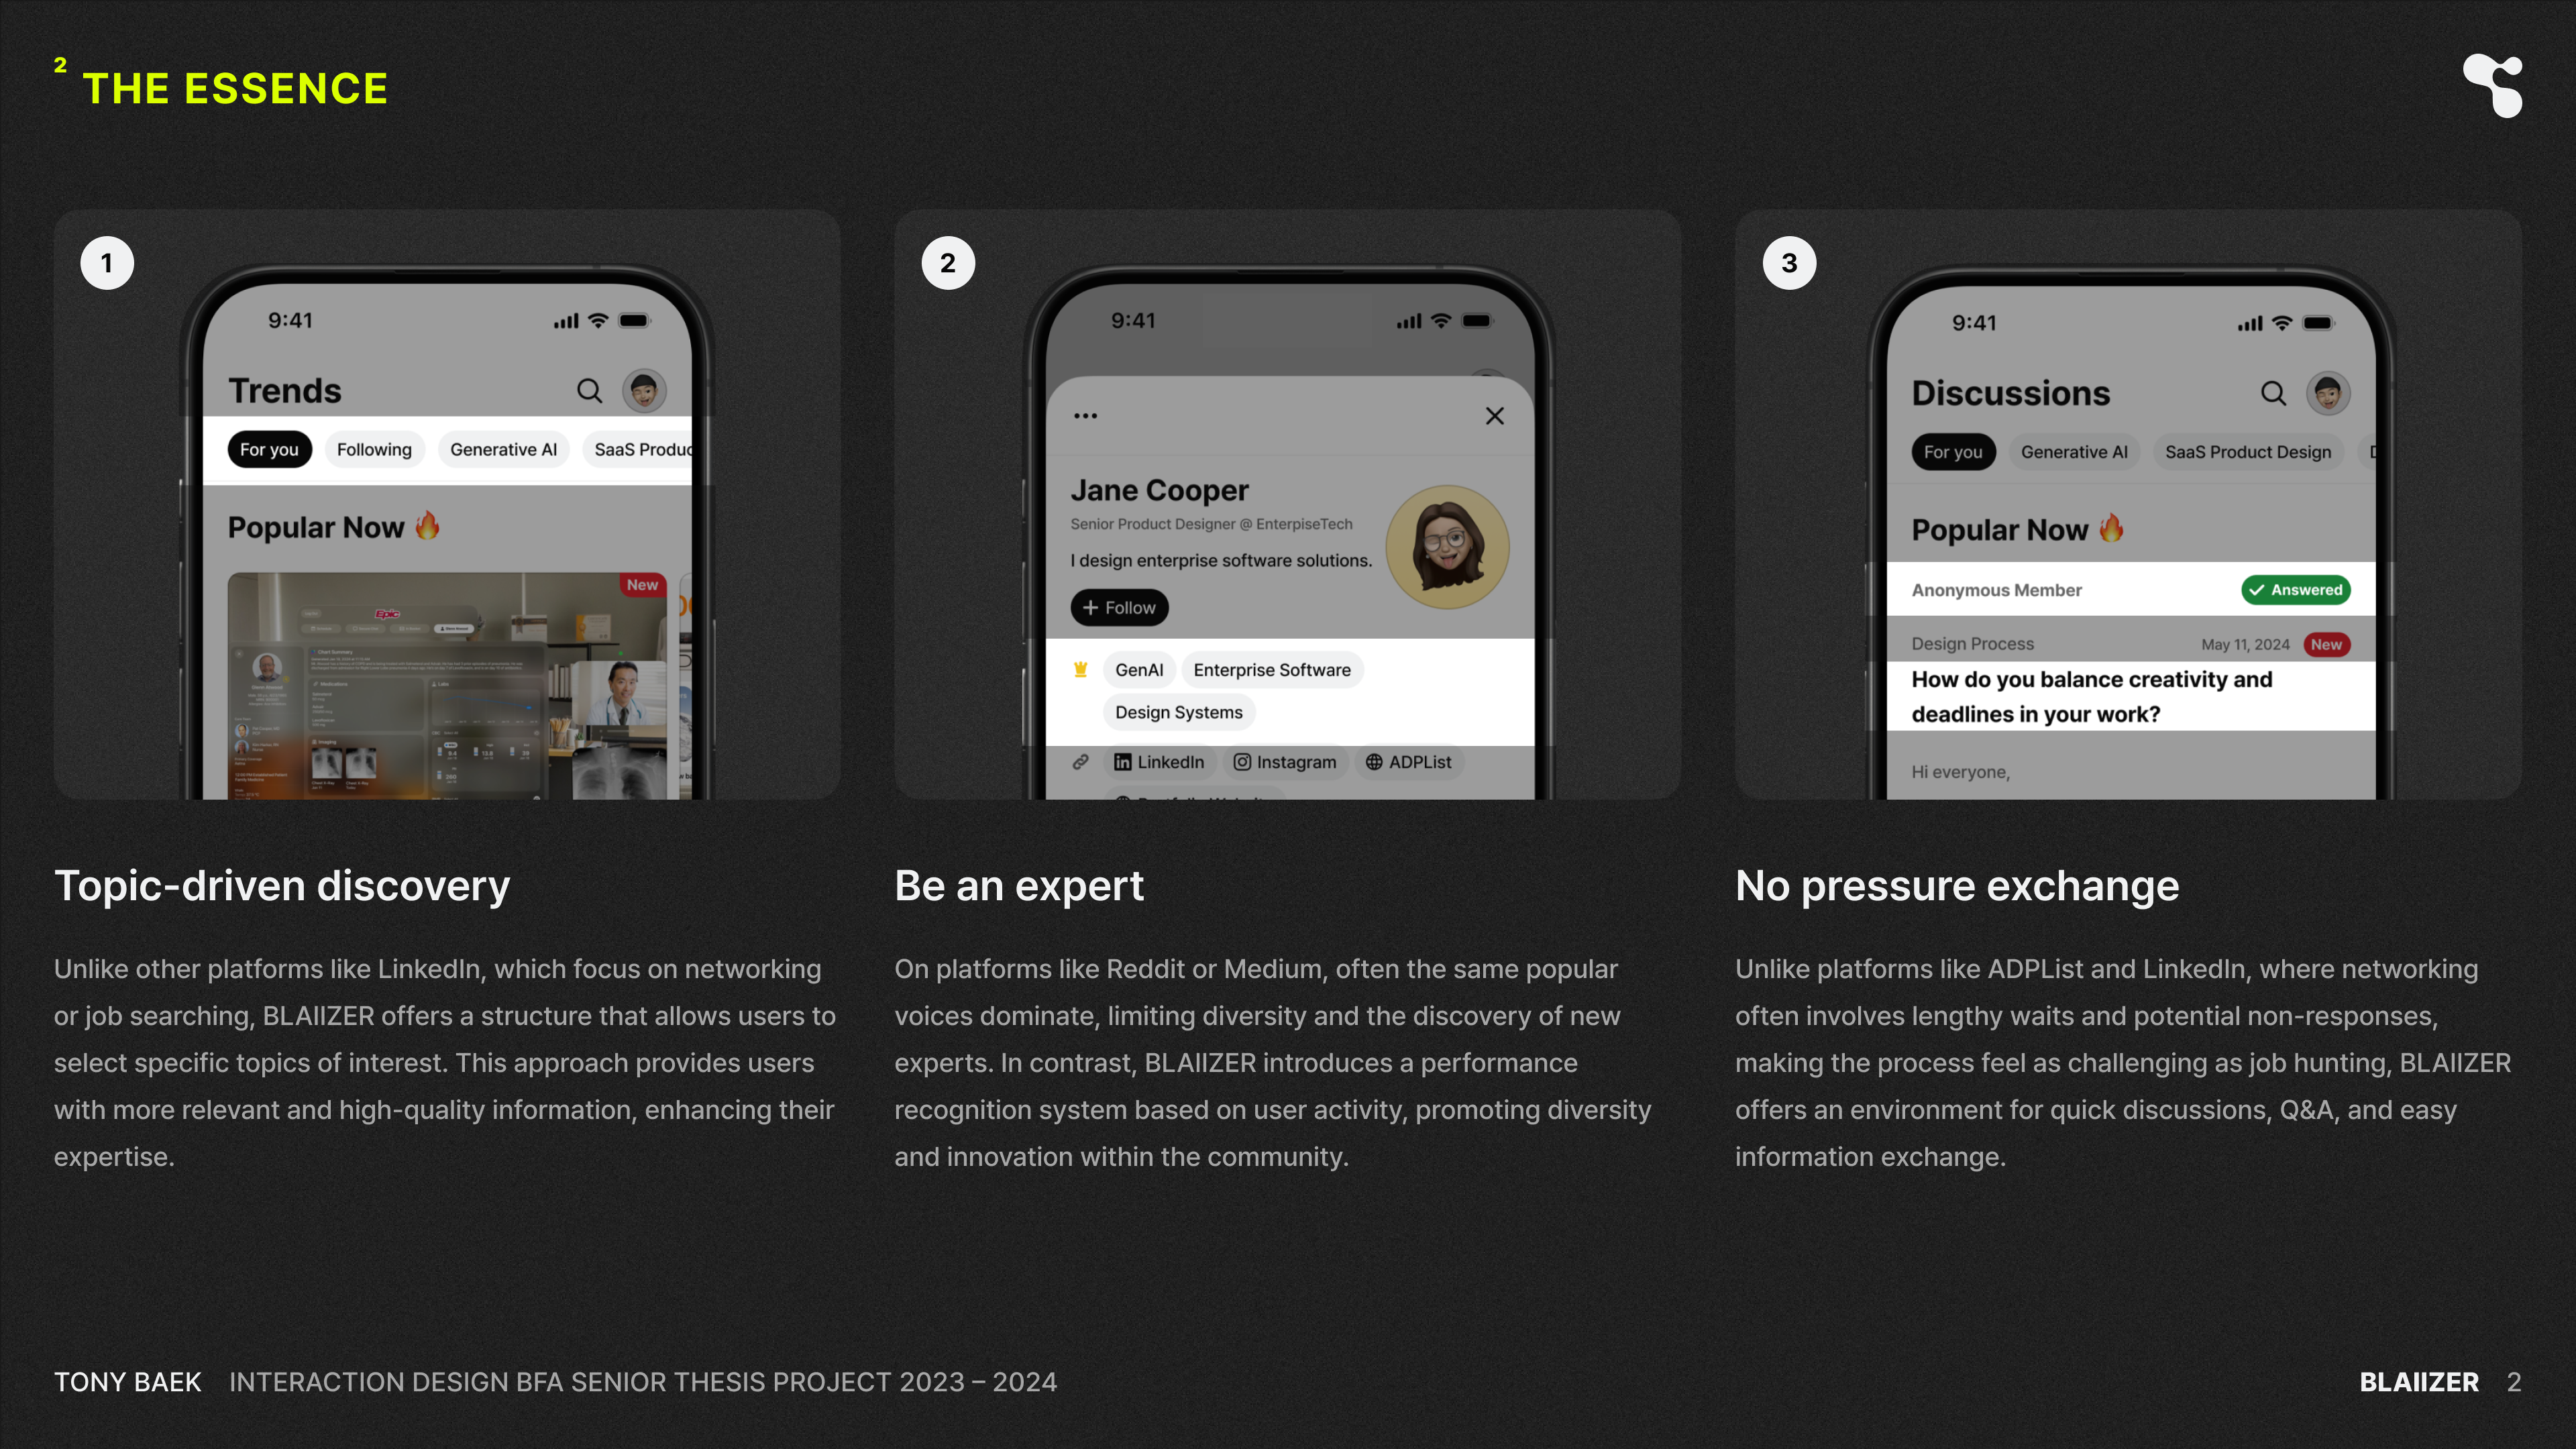 2 THE ESSENCE
1
9:41
Trends
For you Following Generative AI SaaS Produc
Popular Now 🔥
New
Epic
Chart Summary
Medications
Labs
Imaging
2
9:41
Jane Cooper
Senior Product Designer @ EnterpiseTech
I design enterprise software solutions.
+ Follow
GenAI Enterprise Software
Design Systems
LinkedIn Instagram ADPList
3
9:41
Discussions
For you Generative AI SaaS Product Design
Popular Now 🔥
Anonymous Member Answered
Design Process May 11, 2024 New
How do you balance creativity and
deadlines in your work?
Hi everyone,
Topic-driven discovery
Unlike other platforms like LinkedIn, which focus on networking
or job searching, BLAIIZER offers a structure that allows users to
select specific topics of interest. This approach provides users
with more relevant and high-quality information, enhancing their
expertise.
Be an expert
On platforms like Reddit or Medium, often the same popular
voices dominate, limiting diversity and the discovery of new
experts. In contrast, BLAIIZER introduces a performance
recognition system based on user activity, promoting diversity
and innovation within the community.
No pressure exchange
Unlike platforms like ADPList and LinkedIn, where networking
often involves lengthy waits and potential non-responses,
making the process feel as challenging as job hunting, BLAIIZER
offers an environment for quick discussions, Q&A, and easy
information exchange.
TONY BAEK INTERACTION DESIGN BFA SENIOR THESIS PROJECT 2023 – 2024
BLAIIZER 2